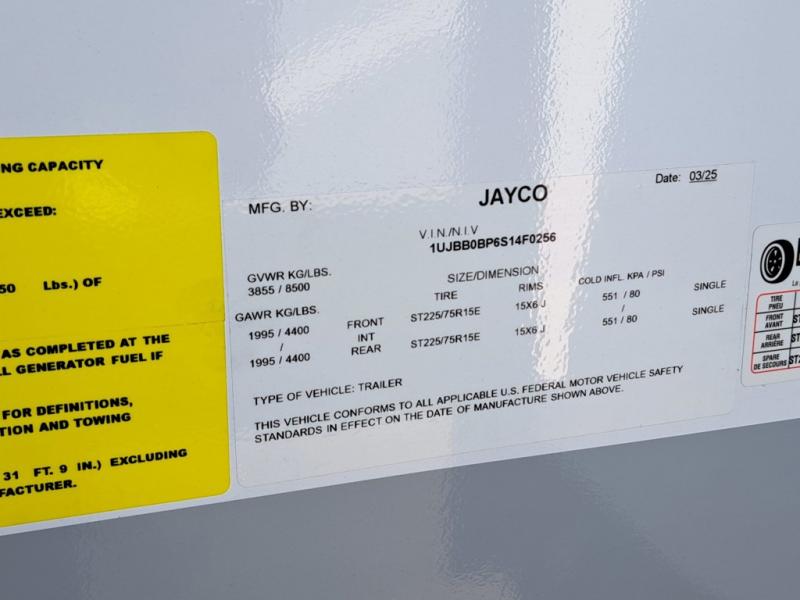 NG CAPACITY
EXCEED:
50 Lbs.) OF
AS COMPLETED AT THE
L GENERATOR FUEL IF
FOR DEFINITIONS,
TION AND TOWING
31 FT. 9 IN.) EXCLUDING
FACTURER.
MFG. BY: JAYCO Date: 03/25
V.I.N./N.I.V
1UJBB0BP6S14F0256
GVWR KG/LBS. SIZE/DIMENSION
3855 / 8500 TIRE RIMS COLD INFL. KPA / PSI
GAWR KG/LBS.
1995 / 4400 FRONT ST225/75R15E 15X6 J 551 / 80 SINGLE
/ INT /
1995 / 4400 REAR ST225/75R15E 15X6 J 551 / 80 SINGLE
TYPE OF VEHICLE: TRAILER
THIS VEHICLE CONFORMS TO ALL APPLICABLE U.S. FEDERAL MOTOR VEHICLE SAFETY
STANDARDS IN EFFECT ON THE DATE OF MANUFACTURE SHOWN ABOVE.
TIRE
PNEU
FRONT
AVANT
REAR
ARRIÈRE
SPARE
DE SECOURS